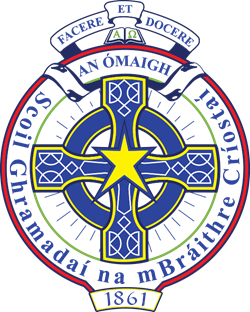 FACERE ET DOCERE
Α Ω
AN ÓMAIGH
Scoil Ghramadaí na mBráithre Críostaí
1861